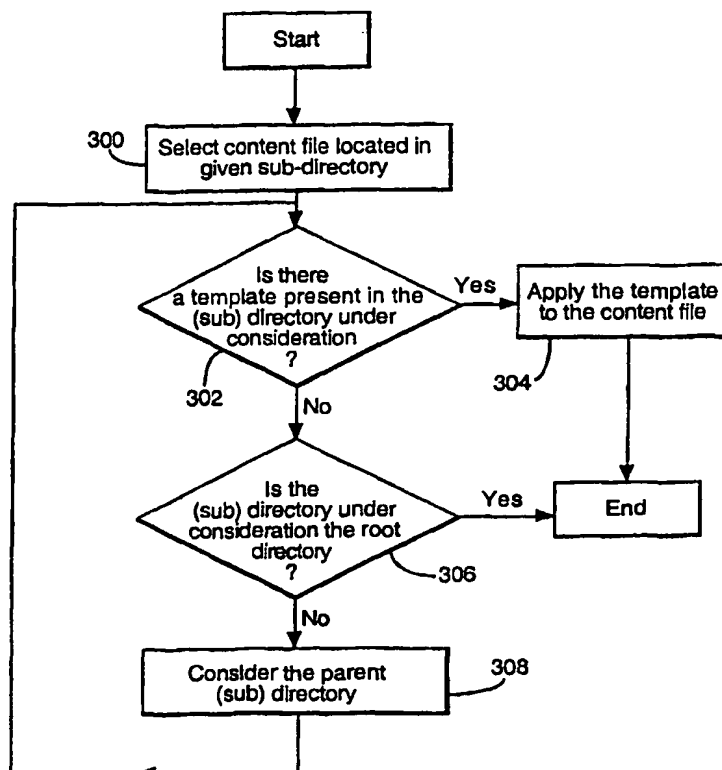 Start
300
Select content file located in
given sub-directory
Is there
a template present in the
(sub) directory under
consideration
?
302
Yes
Apply the template
to the content file
304
No
Is the
(sub) directory under
consideration the root
directory
?
306
Yes
End
No
Consider the parent
(sub) directory
308